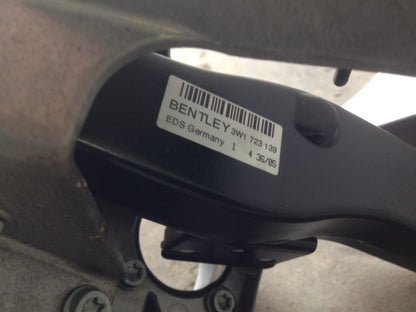 BENTLEY 3W1 723 139
EDS Germany I 4 36/05